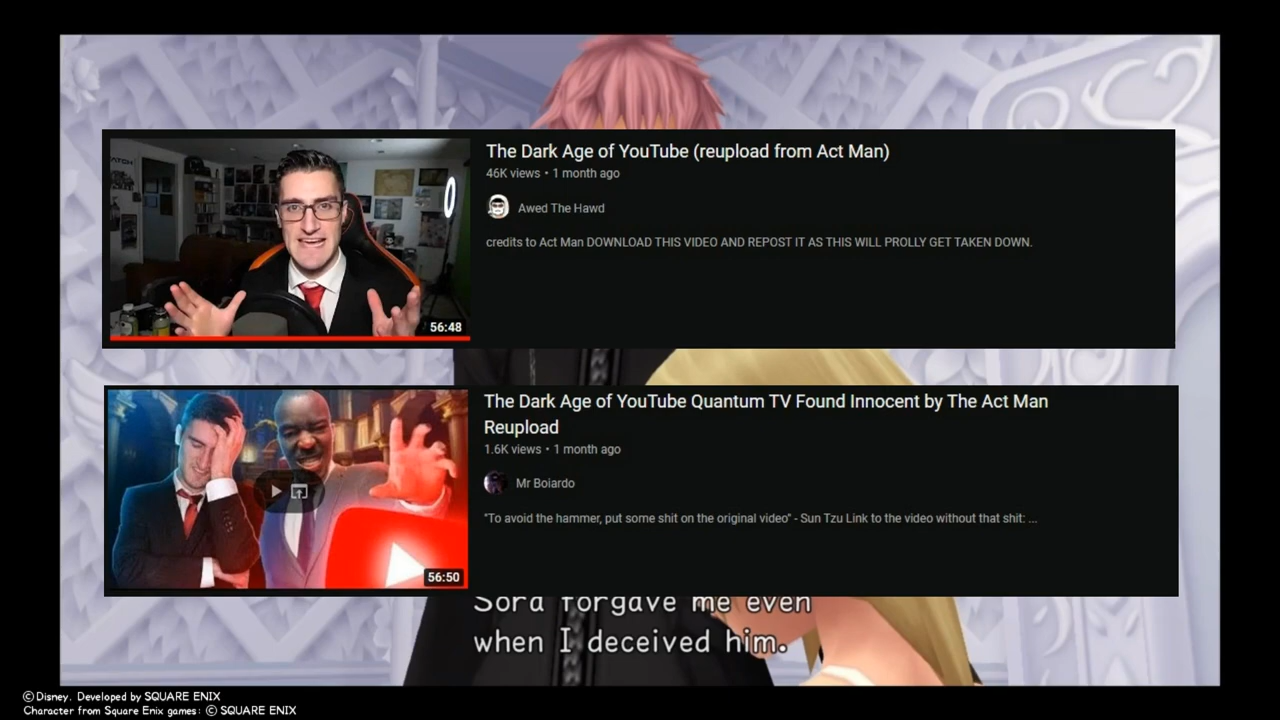 The Dark Age of YouTube (reupload from Act Man)
46K views • 1 month ago
Awed The Hawd
credits to Act Man DOWNLOAD THIS VIDEO AND REPOST IT AS THIS WILL PROLLY GET TAKEN DOWN.
56:48
The Dark Age of YouTube Quantum TV Found Innocent by The Act Man
Reupload
1.6K views • 1 month ago
Mr Boiardo
"To avoid the hammer, put some shit on the original video" - Sun Tzu Link to the video without that shit: ...
56:50
Sora forgave me even
when I deceived him.
©Disney. Developed by SQUARE ENIX
Character from Square Enix games: © SQUARE ENIX